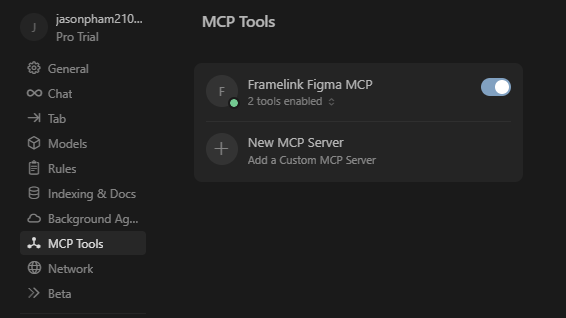 J
jasonpham210...
Pro Trial
General
Chat
Tab
Models
Rules
Indexing & Docs
Background Ag...
MCP Tools
Network
Beta
MCP Tools
F
Framelink Figma MCP
2 tools enabled
New MCP Server
Add a Custom MCP Server